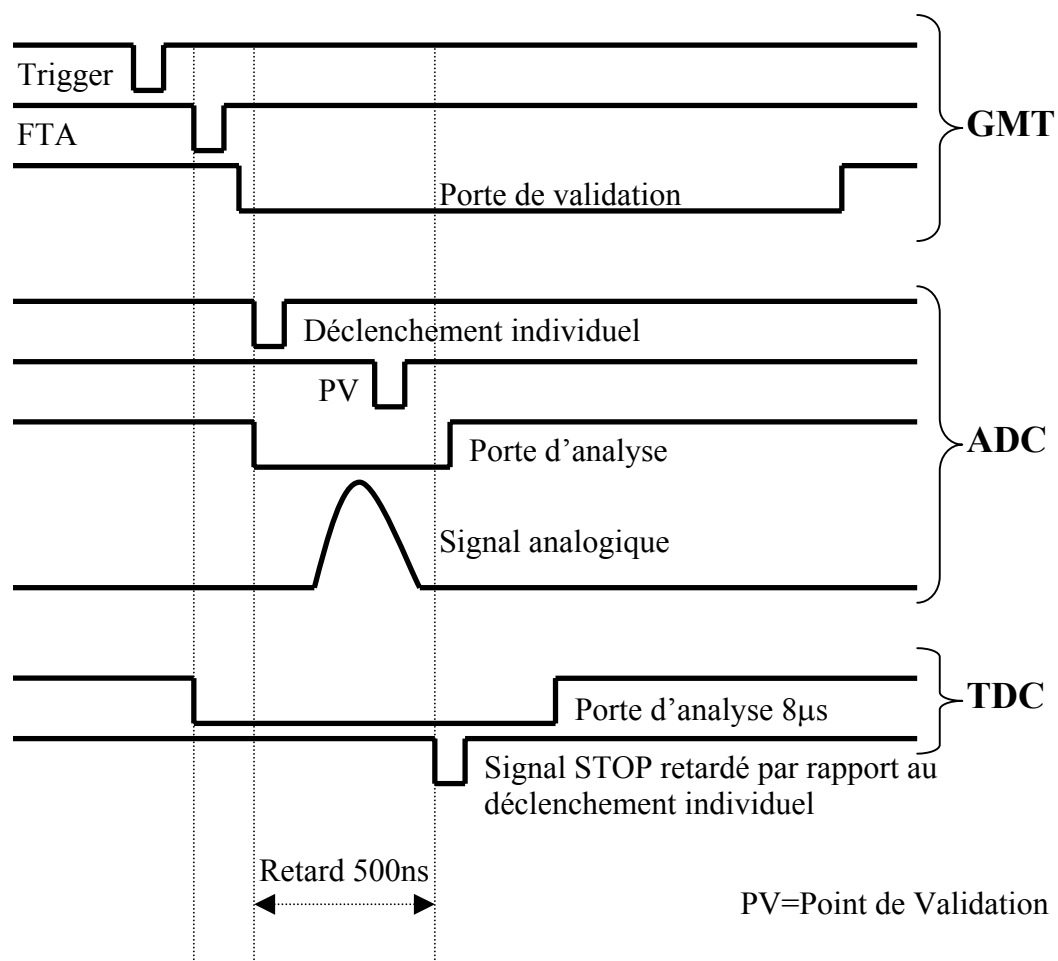 Trigger
FTA
Porte de validation
GMT
Déclenchement individuel
PV
Porte d’analyse
ADC
Signal analogique
Porte d’analyse 8μs
TDC
Signal STOP retardé par rapport au
déclenchement individuel
Retard 500ns
PV=Point de Validation